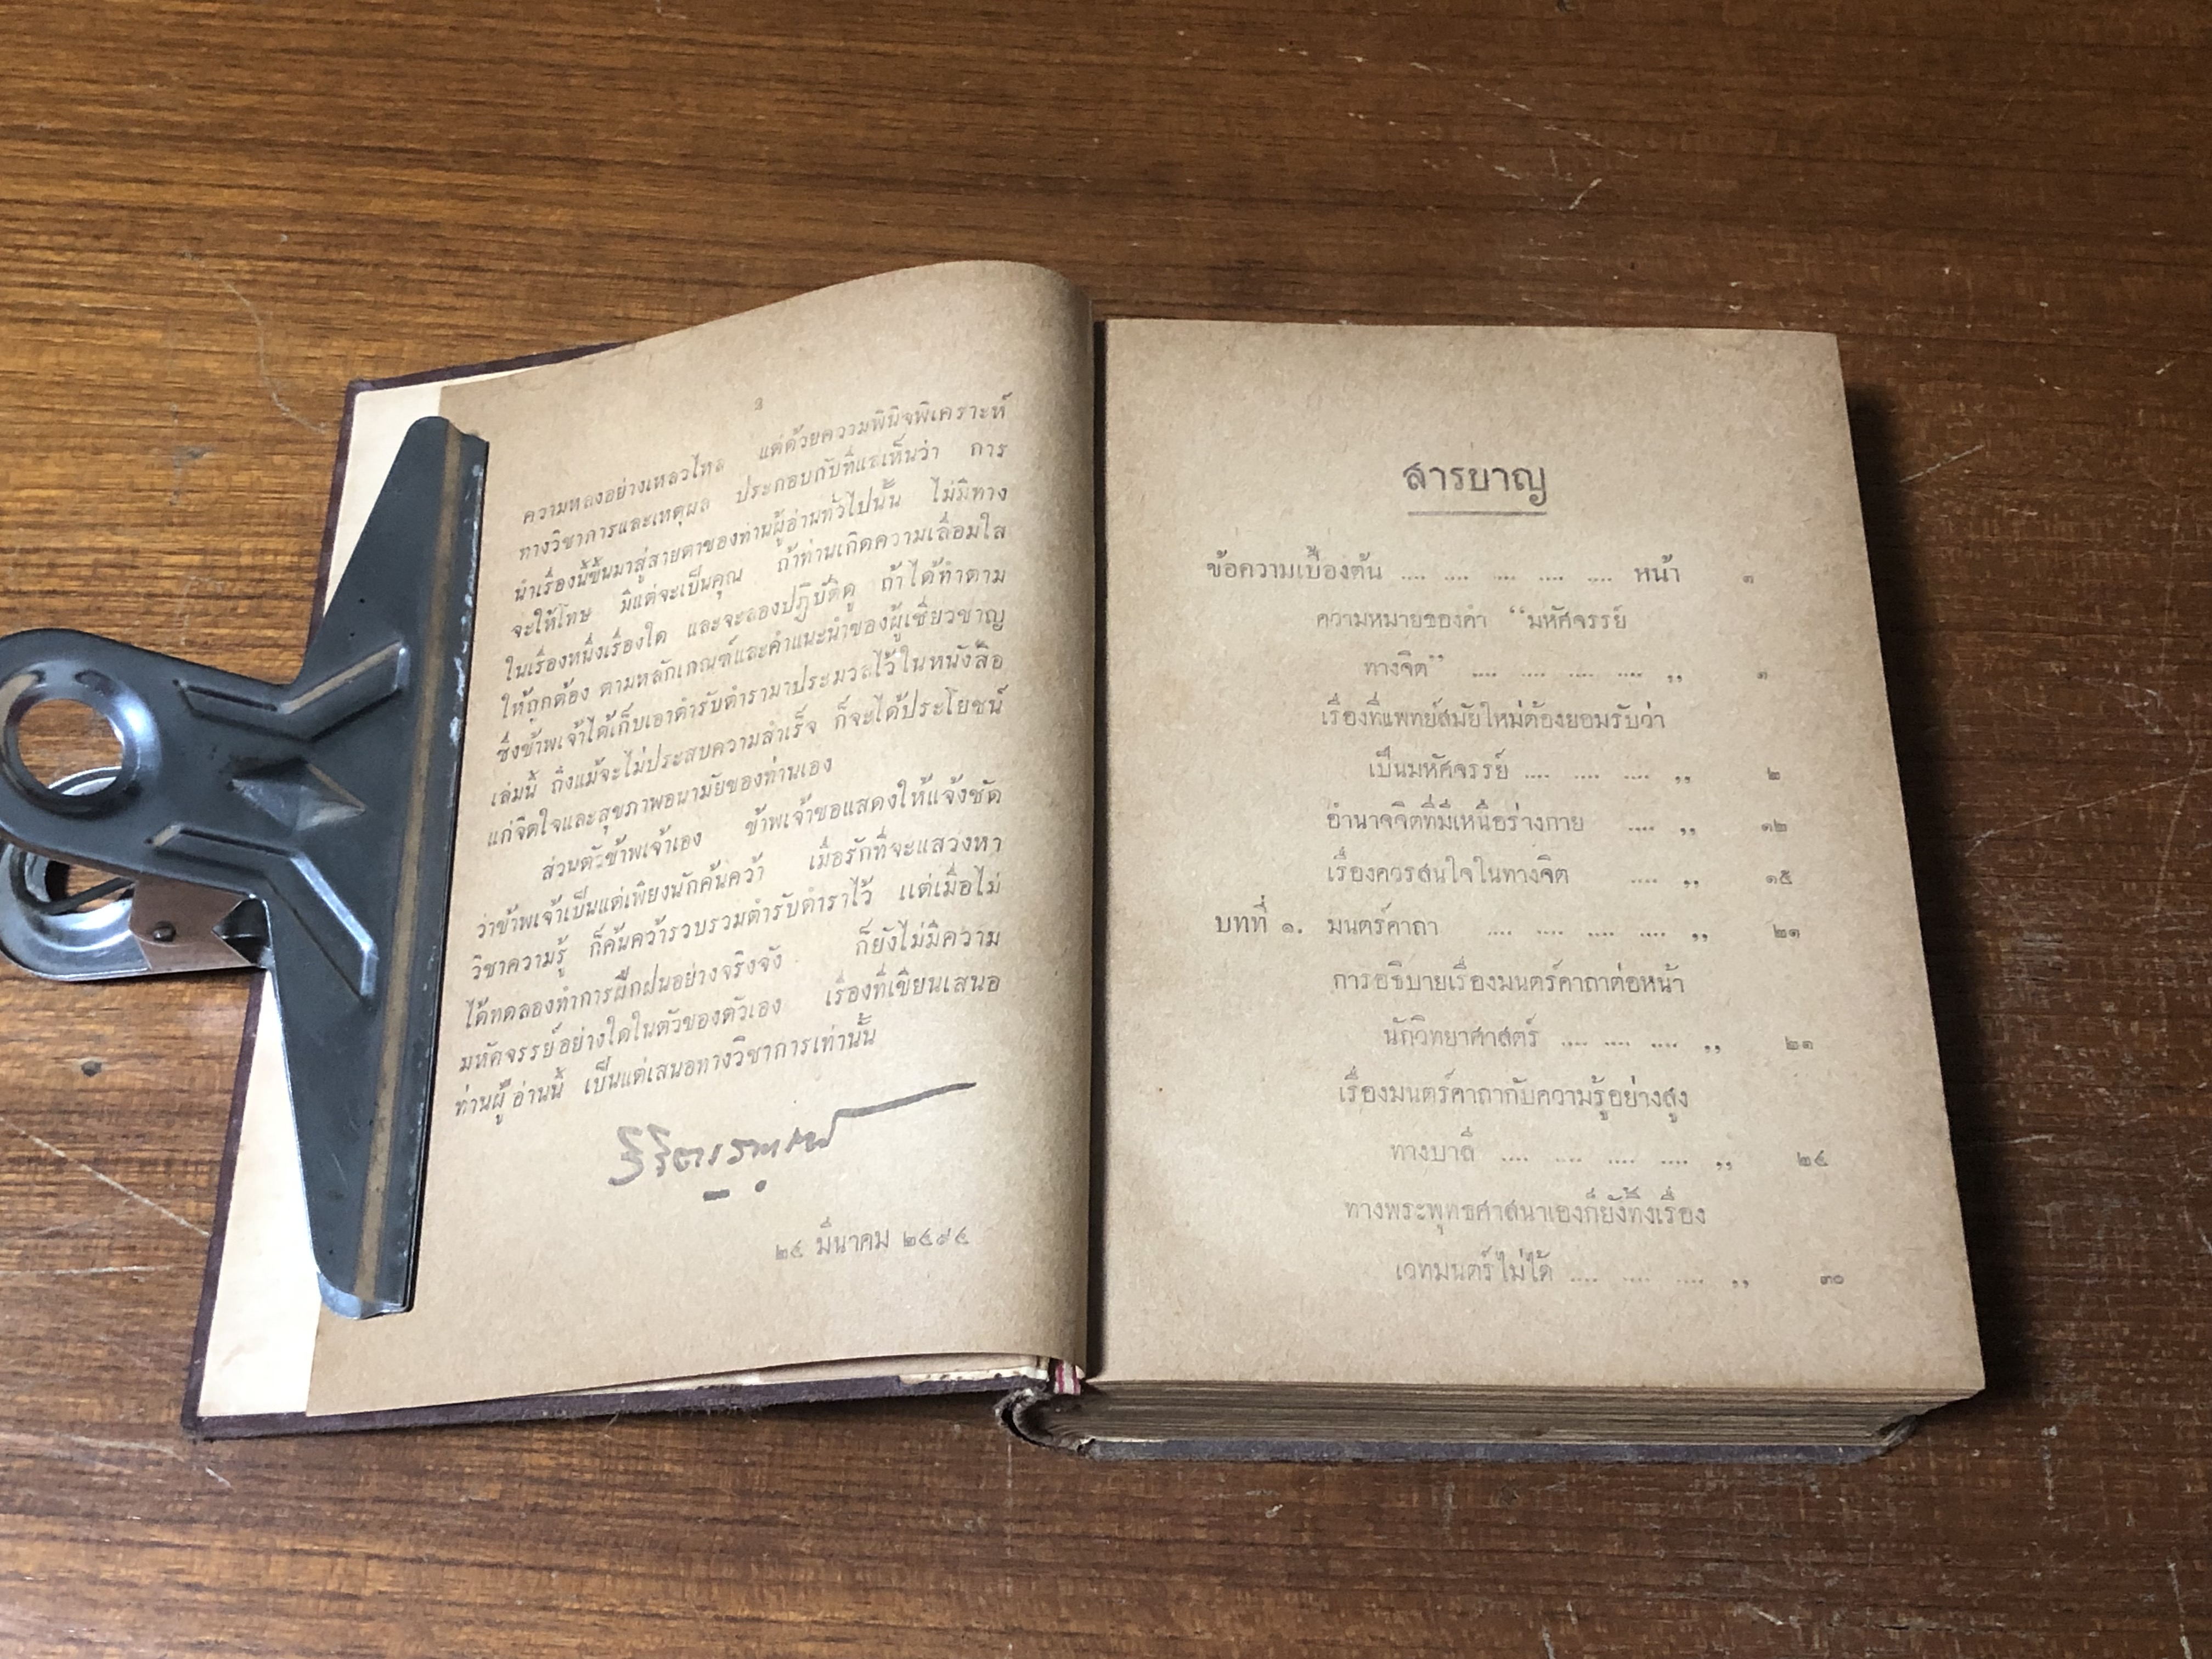 ความหลงอย่างเหลวไหล แต่ด้วยความพินิจพิเคราะห์
ทางวิชาการและเหตุผล ประกอบกับที่แลเห็นว่า การ
นำเรื่องนี้ขึ้นมาสู่สายตาของท่านผู้อ่านทั่วไปนั้น ไม่มีทาง
จะให้โทษ มีแต่จะเป็นคุณ ถ้าท่านเกิดความเลื่อมใส
ในเรื่องหนึ่งเรื่องใด และจะลองปฏิบัติดู ถ้าได้ทำตาม
ให้ถูกต้อง ตามหลักเกณฑ์และคำแนะนำของผู้เชี่ยวชาญ
ซึ่งข้าพเจ้าได้เก็บเอาตำรับตำรามาประมวลไว้ในหนังสือ
เล่มนี้ ถึงแม้จะไม่ประสบความสำเร็จ ก็จะได้ประโยชน์
แก่จิตใจและสุขภาพอนามัยของท่านเอง
ส่วนตัวข้าพเจ้าเอง ข้าพเจ้าขอแสดงให้แจ้งชัด
ว่าข้าพเจ้าเป็นแต่เพียงนักค้นคว้า เมื่อรักที่จะแสวงหา
วิชาความรู้ ก็ค้นคว้ารวบรวมตำรับตำราไว้ แต่เมื่อไม่
ได้ทดลองทำการฝึกฝนอย่างจริงจัง ก็ยังไม่มีความ
มหัศจรรย์อย่างใดในตัวของตัวเอง เรื่องที่เขียนเสนอ
ท่านผู้อ่านนี้ เป็นแต่เสนอทางวิชาการเท่านั้น
๒๔ มีนาคม ๒๔๙๔
สารบาญ
ข้อความเบื้องต้น .... .... .... .... .... หน้า ๑
ความหมายของคำ “มหัศจรรย์
ทางจิต” .... .... .... .... ,, ๑
เรื่องที่แพทย์สมัยใหม่ต้องยอมรับว่า
เป็นมหัศจรรย์ .... .... .... ,, ๒
อำนาจจิตที่มีเหนือร่างกาย .... ,, ๑๒
เรื่องควรสนใจในทางจิต .... ,, ๑๕
บทที่ ๑. มนตร์คาถา .... .... .... .... ,, ๒๑
การอธิบายเรื่องมนตร์คาถาต่อหน้า
นักวิทยาศาสตร์ .... .... .... ,, ๒๑
เรื่องมนตร์คาถากับความรู้อย่างสูง
ทางบาลี .... .... .... .... ,, ๒๔
ทางพระพุทธศาสนาเองก็ยังทิ้งเรื่อง
เวทมนตร์ไม่ได้ .... .... .... ,, ๓๐